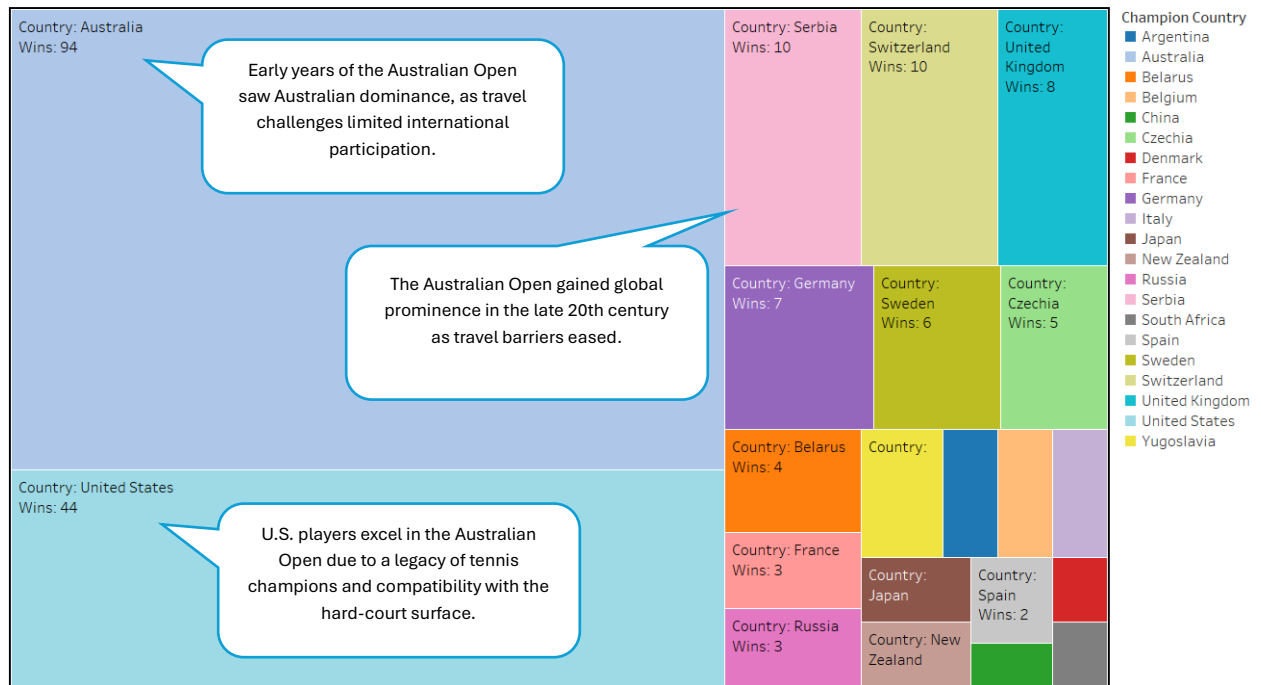 Country: Australia
Wins: 94
Early years of the Australian Open
saw Australian dominance, as travel
challenges limited international
participation.
The Australian Open gained global
prominence in the late 20th century
as travel barriers eased.
Country: United States
Wins: 44
U.S. players excel in the Australian
Open due to a legacy of tennis
champions and compatibility with the
hard-court surface.
Country: Serbia
Wins: 10
Country:
Switzerland
Wins: 10
Country:
United
Kingdom
Wins: 8
Country: Germany
Wins: 7
Country:
Sweden
Wins: 6
Country:
Czechia
Wins: 5
Country: Belarus
Wins: 4
Country:
Country: France
Wins: 3
Country: Russia
Wins: 3
Country:
Japan
Country: New
Zealand
Country:
Spain
Wins: 2
Champion Country
Argentina
Australia
Belarus
Belgium
China
Czechia
Denmark
France
Germany
Italy
Japan
New Zealand
Russia
Serbia
South Africa
Spain
Sweden
Switzerland
United Kingdom
United States
Yugoslavia